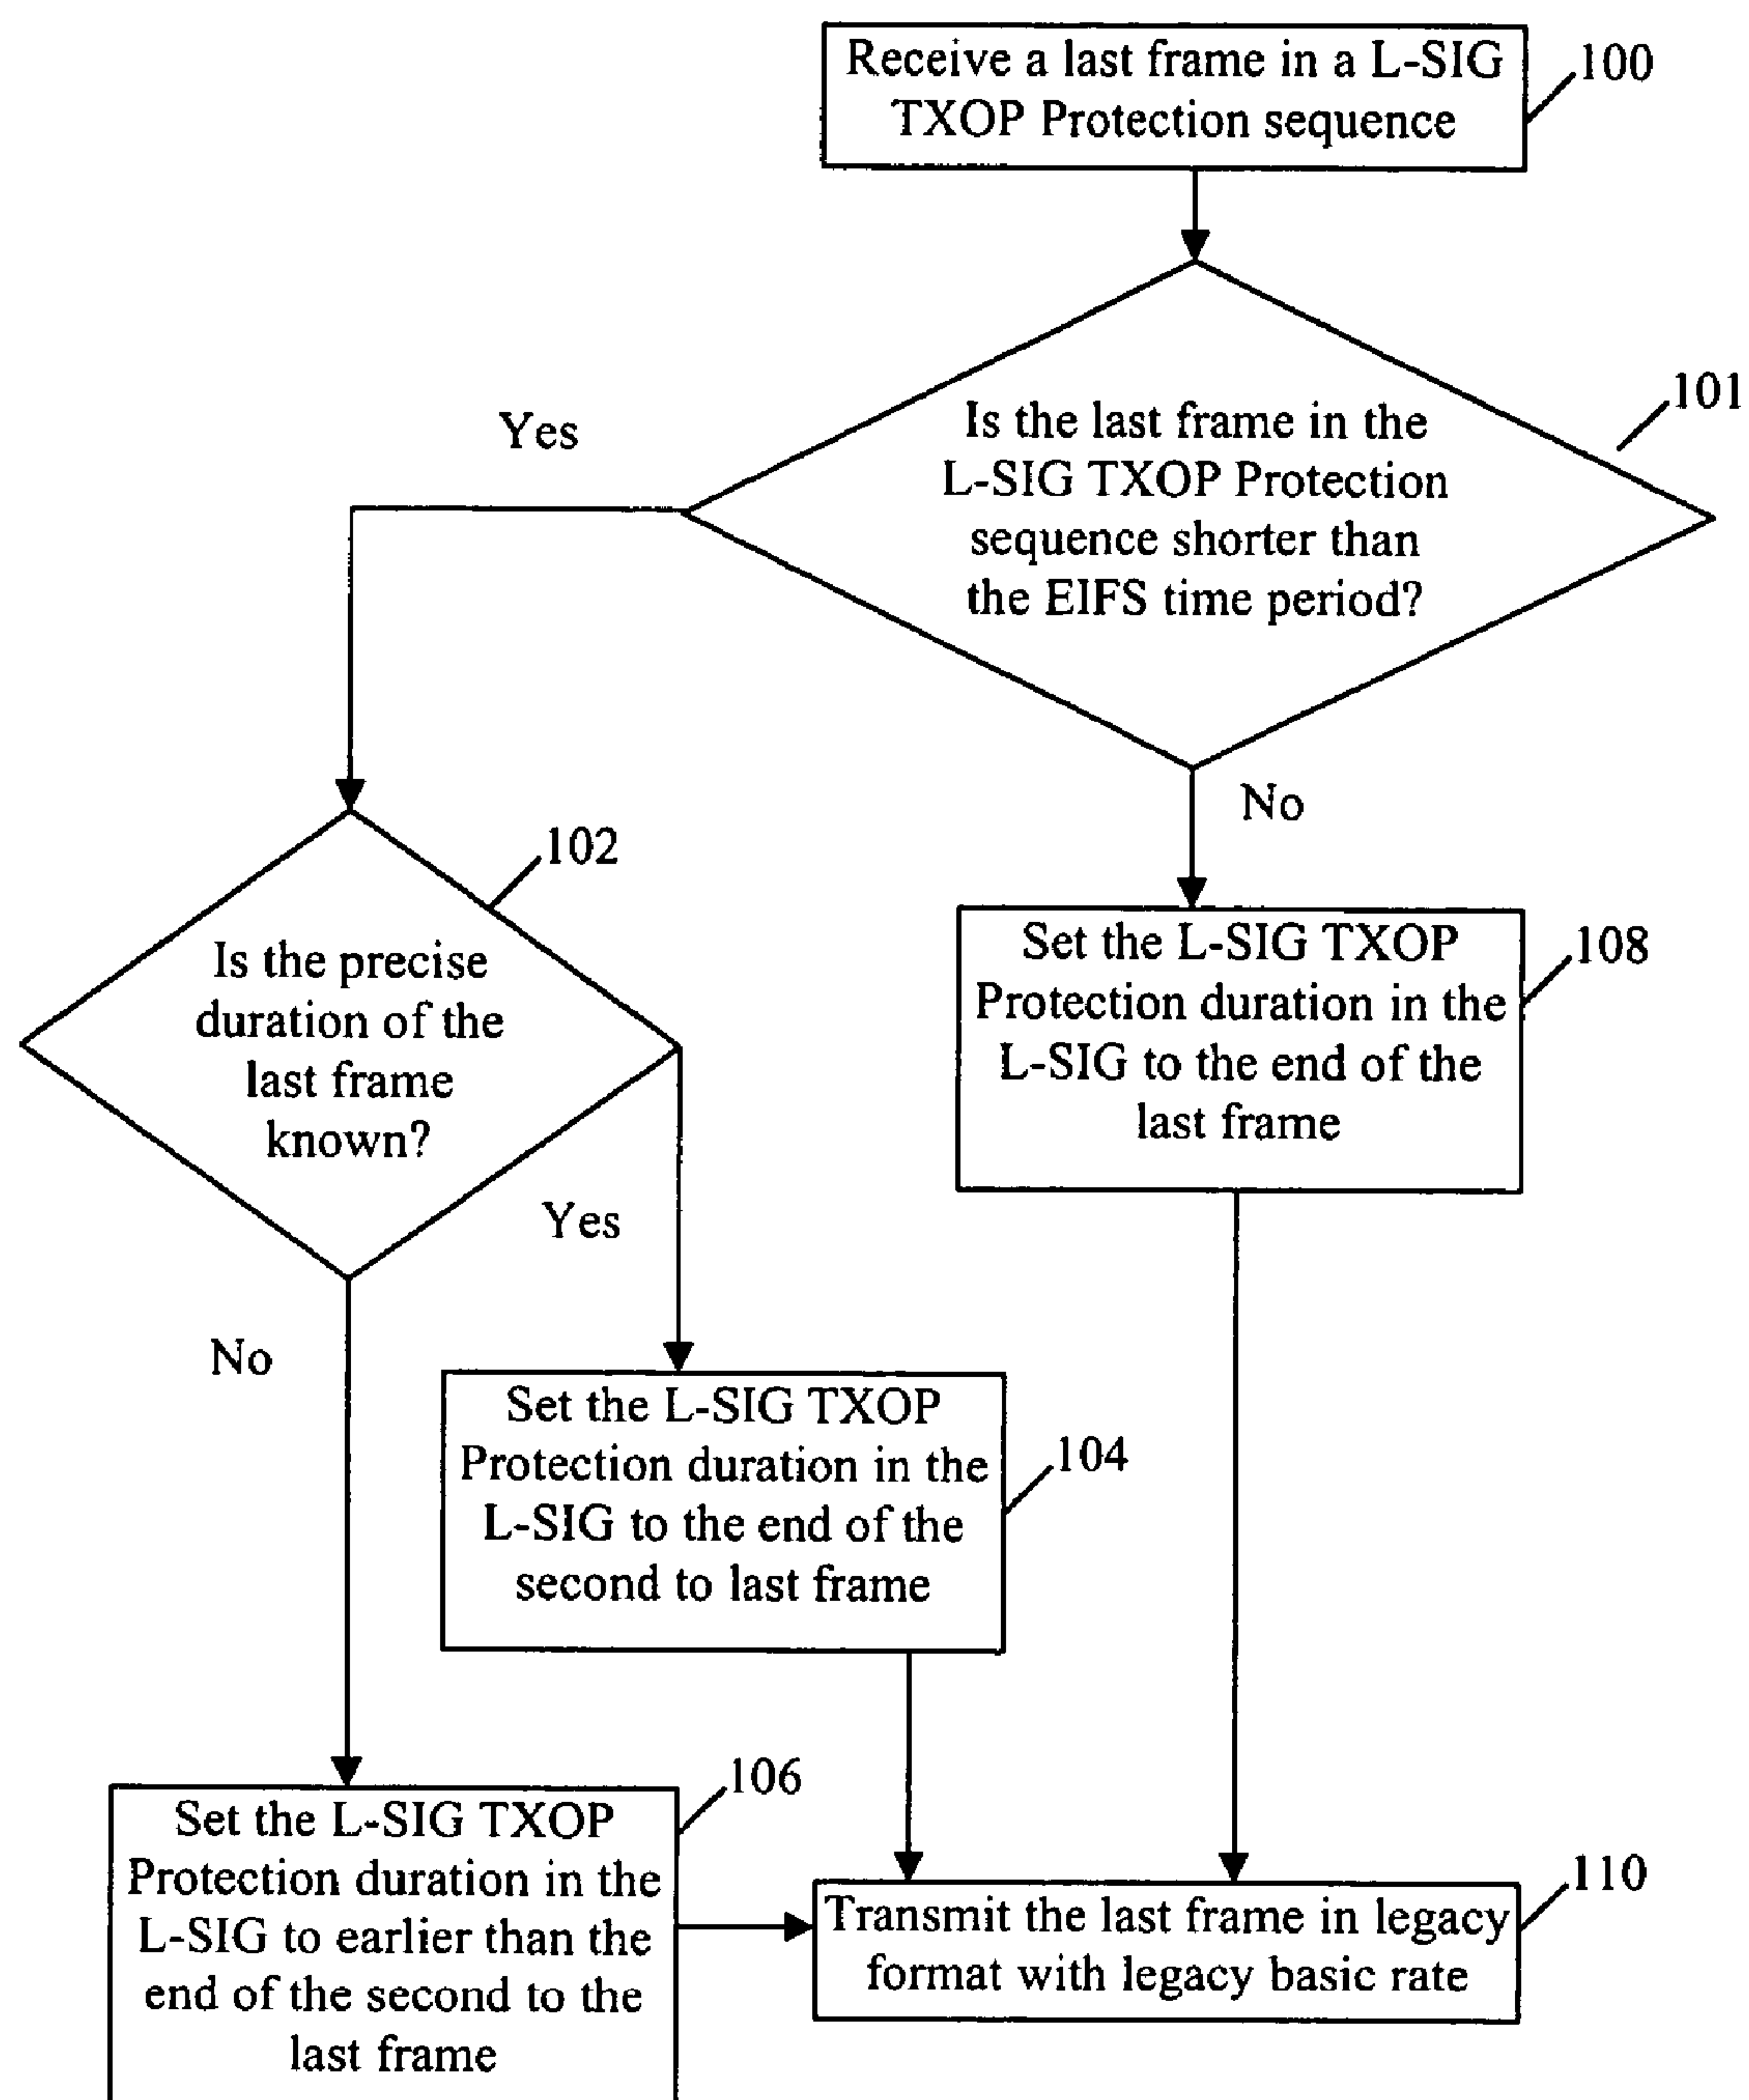 Receive a last frame in a L-SIG
TXOP Protection sequence
100
Is the last frame in the
L-SIG TXOP Protection
sequence shorter than
the EIFS time period?
101
Yes
No
Is the precise
duration of the
last frame
known?
102
Set the L-SIG TXOP
Protection duration in the
L-SIG to the end of the
last frame
108
Yes
No
Set the L-SIG TXOP
Protection duration in the
L-SIG to the end of the
second to last frame
104
Set the L-SIG TXOP
Protection duration in the
L-SIG to earlier than the
end of the second to the
last frame
106
Transmit the last frame in legacy
format with legacy basic rate
110